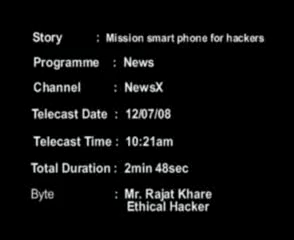 Story : Mission smart phone for hackers
Programme : News
Channel : NewsX
Telecast Date : 12/07/08
Telecast Time : 10:21am
Total Duration : 2min 48sec
Byte : Mr. Rajat Khare
Ethical Hacker